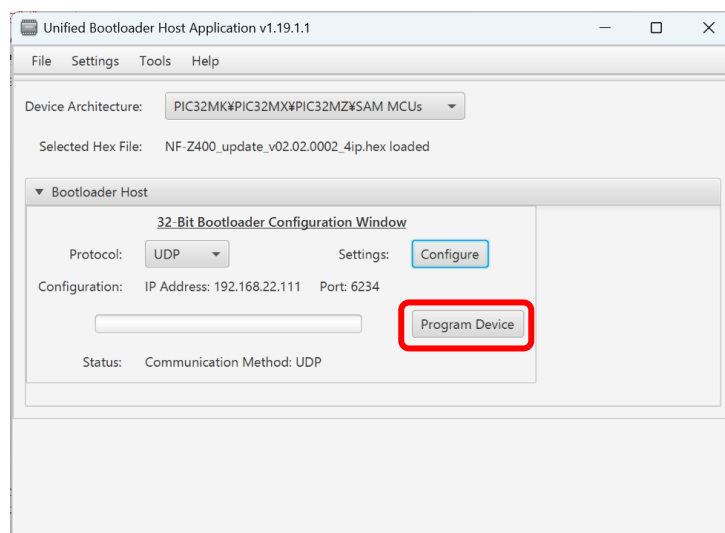 Unified Bootloader Host Application v1.19.1.1
File Settings Tools Help
Device Architecture: PIC32MK¥PIC32MX¥PIC32MZ¥SAM MCUs
Selected Hex File: NF-Z400_update_v02.02.0002_4ip.hex loaded
Bootloader Host
32-Bit Bootloader Configuration Window
Protocol: UDP Settings: Configure
Configuration: IP Address: 192.168.22.111 Port: 6234
Program Device
Status: Communication Method: UDP